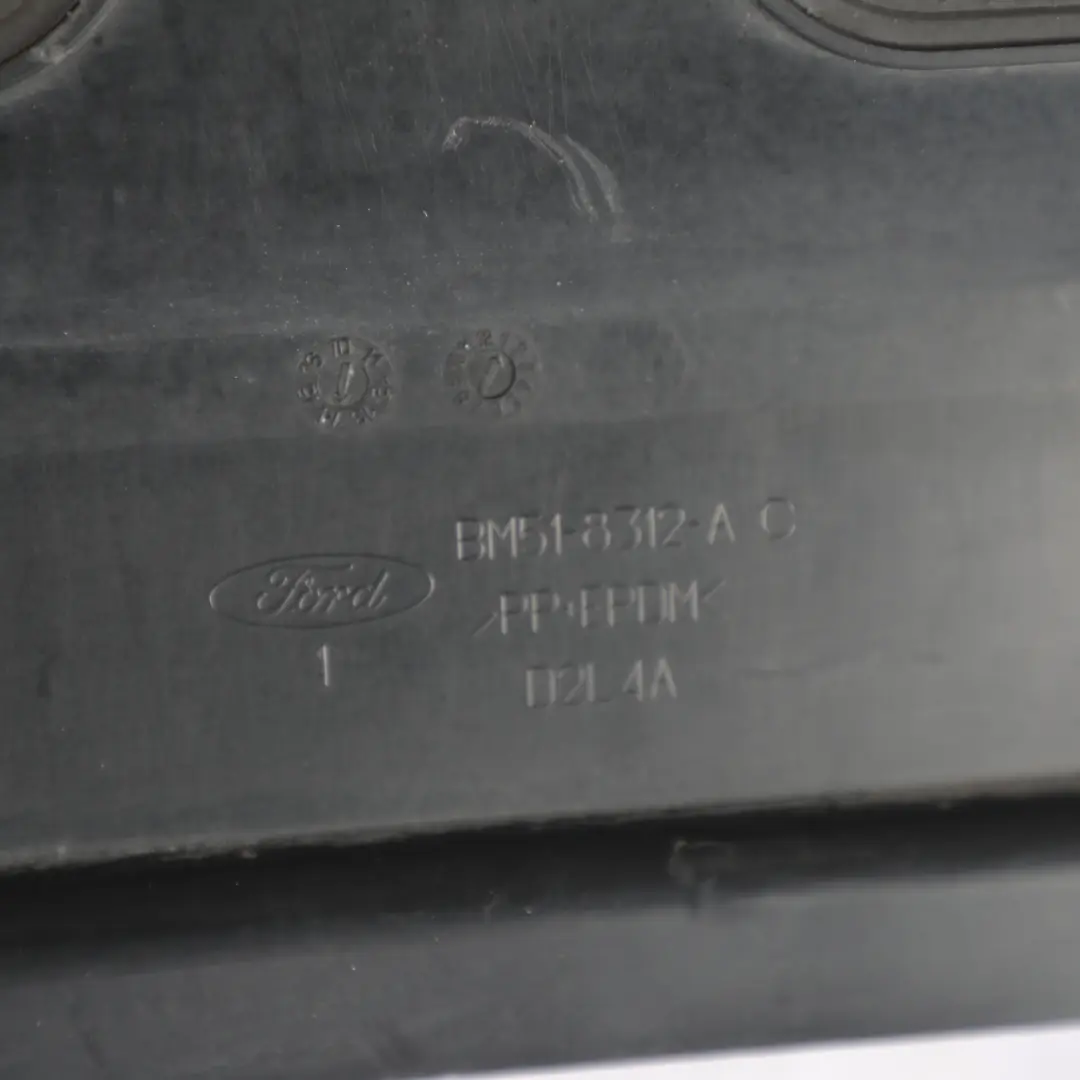 BM51-8312-A C
Ford
>PP+EPDM<
1
D2L4A